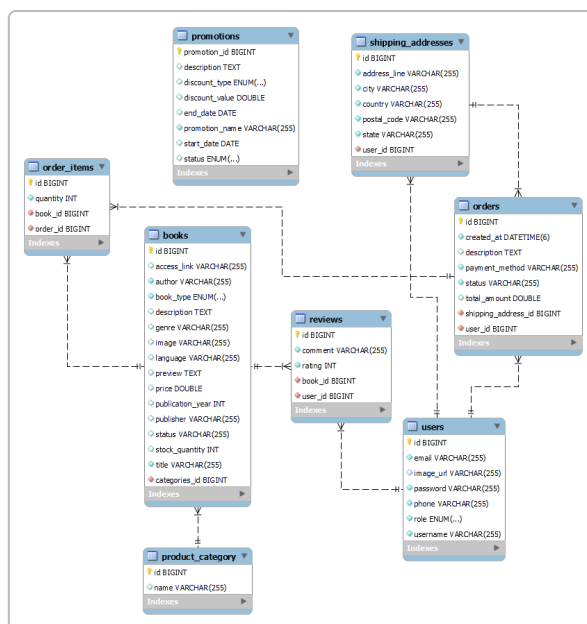 promotions
promotion_id BIGINT
description TEXT
discount_type ENUM(...)
discount_value DOUBLE
end_date DATE
promotion_name VARCHAR(255)
start_date DATE
status ENUM(...)
Indexes
shipping_addresses
id BIGINT
address_line VARCHAR(255)
city VARCHAR(255)
country VARCHAR(255)
postal_code VARCHAR(255)
state VARCHAR(255)
user_id BIGINT
Indexes
order_items
id BIGINT
quantity INT
book_id BIGINT
order_id BIGINT
Indexes
orders
id BIGINT
created_at DATETIME(6)
description TEXT
payment_method VARCHAR(255)
status VARCHAR(255)
total_amount DOUBLE
shipping_address_id BIGINT
user_id BIGINT
Indexes
books
id BIGINT
access_link VARCHAR(255)
author VARCHAR(255)
book_type ENUM(...)
description TEXT
genre VARCHAR(255)
image VARCHAR(255)
language VARCHAR(255)
preview TEXT
price DOUBLE
publication_year INT
publisher VARCHAR(255)
status VARCHAR(255)
stock_quantity INT
title VARCHAR(255)
categories_id BIGINT
Indexes
reviews
id BIGINT
comment VARCHAR(255)
rating INT
book_id BIGINT
user_id BIGINT
Indexes
users
id BIGINT
email VARCHAR(255)
image_url VARCHAR(255)
password VARCHAR(255)
phone VARCHAR(255)
role ENUM(...)
username VARCHAR(255)
Indexes
product_category
id BIGINT
name VARCHAR(255)
Indexes